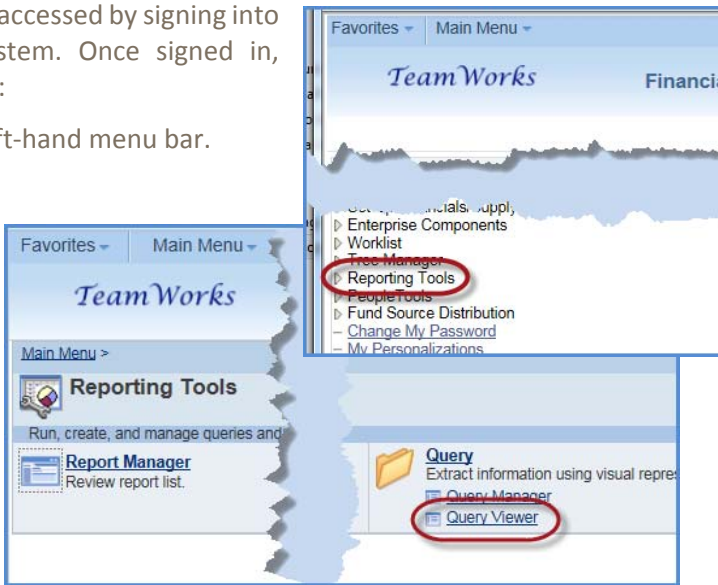 accessed by signing into
stem. Once signed in,
:
ft-hand menu bar.
Favorites Main Menu
TeamWorks Financia
Enterprise Components
Worklist
Tree Manager
Reporting Tools
PeopleTools
Fund Source Distribution
Change My Password
My Personalizations
Favorites Main Menu
TeamWorks
Main Menu >
Reporting Tools
Run, create, and manage queries and
Report Manager
Review report list.
Query
Extract information using visual repres
Query Manager
Query Viewer